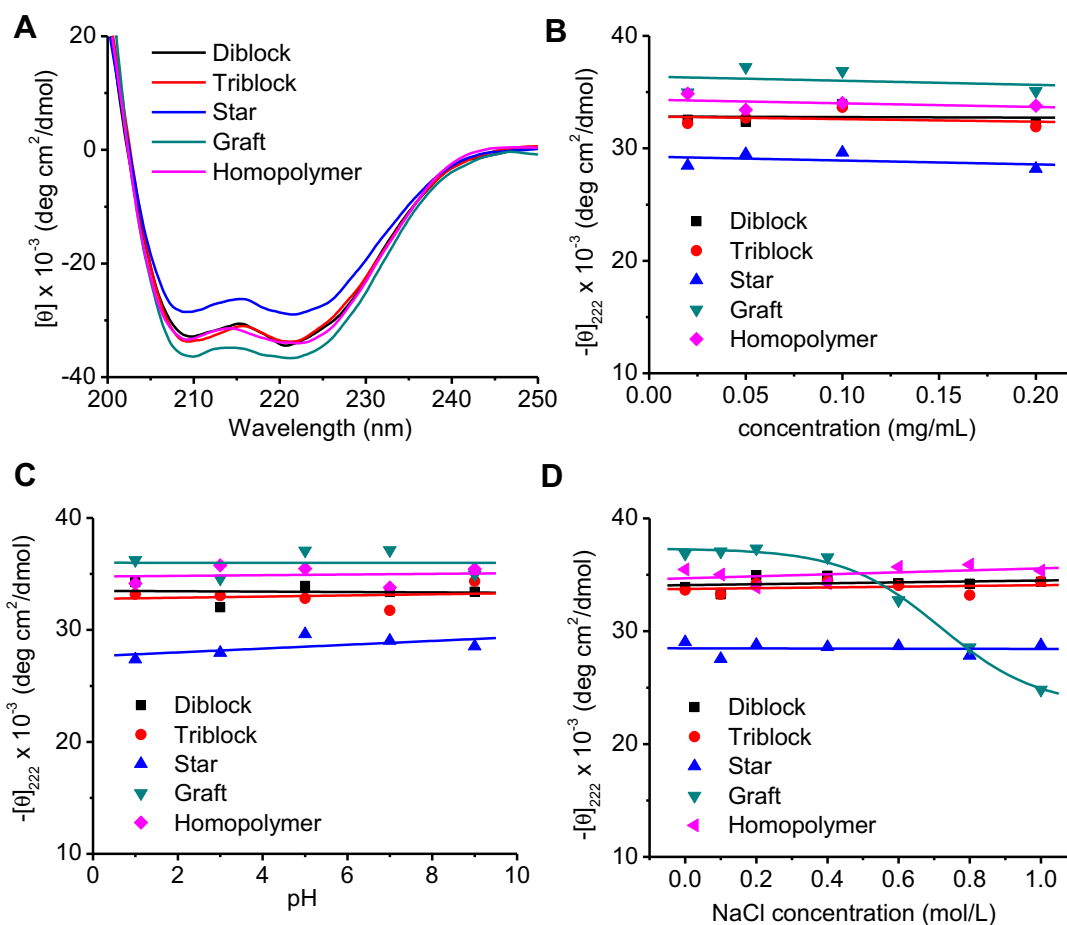 A
[θ] x 10⁻³ (deg cm²/dmol)
20
0
-20
-40
200 210 220 230 240 250
Wavelength (nm)
Diblock
Triblock
Star
Graft
Homopolymer
B
-[θ]₂₂₂ x 10⁻³ (deg cm²/dmol)
40
30
20
10
0.00 0.05 0.10 0.15 0.20
concentration (mg/mL)
Diblock
Triblock
Star
Graft
Homopolymer
C
-[θ]₂₂₂ x 10⁻³ (deg cm²/dmol)
40
30
20
10
0 2 4 6 8 10
pH
Diblock
Triblock
Star
Graft
Homopolymer
D
-[θ]₂₂₂ x 10⁻³ (deg cm²/dmol)
40
30
20
10
0.0 0.2 0.4 0.6 0.8 1.0
NaCl concentration (mol/L)
Diblock
Triblock
Star
Graft
Homopolymer